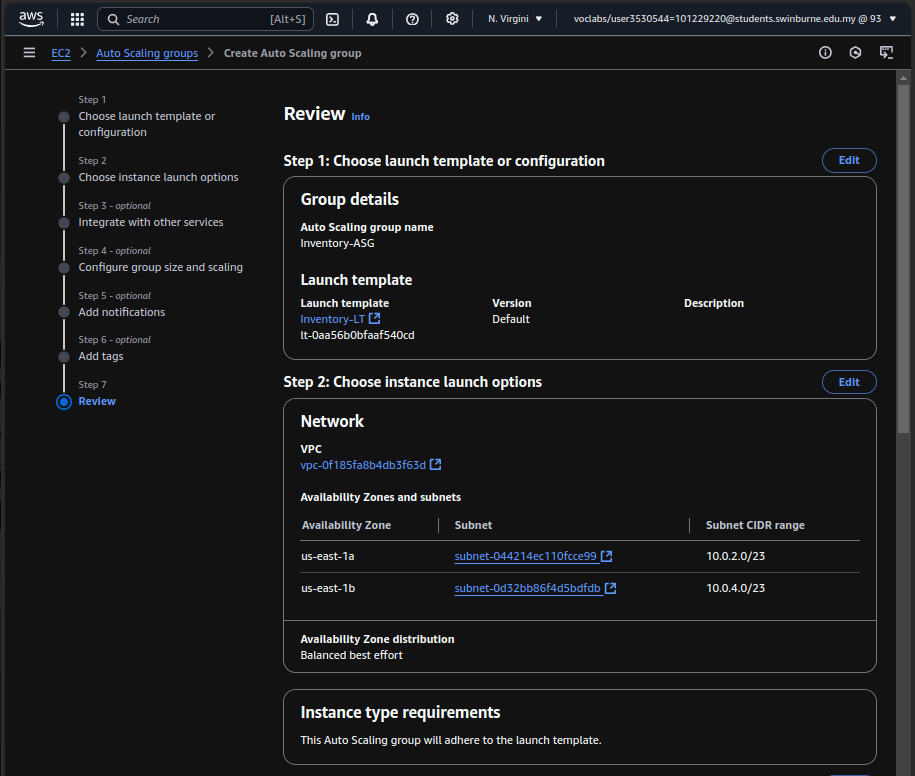 aws
Search [Alt+S]
N. Virgini
voclabs/user3530544=101229220@students.swinburne.edu.my @ 93
EC2 > Auto Scaling groups > Create Auto Scaling group
Step 1
Choose launch template or
configuration
Step 2
Choose instance launch options
Step 3 - optional
Integrate with other services
Step 4 - optional
Configure group size and scaling
Step 5 - optional
Add notifications
Step 6 - optional
Add tags
Step 7
Review
Review Info
Step 1: Choose launch template or configuration
Edit
Group details
Auto Scaling group name
Inventory-ASG
Launch template
Launch template Version Description
Inventory-LT Default
lt-0aa56b0bfaaf540cd
Step 2: Choose instance launch options
Edit
Network
VPC
vpc-0f185fa8b4db3f63d
Availability Zones and subnets
Availability Zone Subnet Subnet CIDR range
us-east-1a subnet-044214ec110fcce99 10.0.2.0/23
us-east-1b subnet-0d32bb86f4d5bdfdb 10.0.4.0/23
Availability Zone distribution
Balanced best effort
Instance type requirements
This Auto Scaling group will adhere to the launch template.